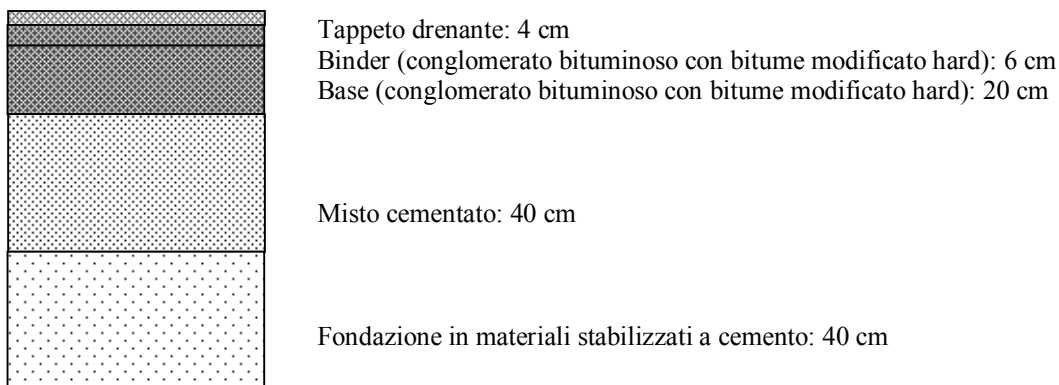 Tappeto drenante: 4 cm
Binder (conglomerato bituminoso con bitume modificato hard): 6 cm
Base (conglomerato bituminoso con bitume modificato hard): 20 cm
Misto cementato: 40 cm
Fondazione in materiali stabilizzati a cemento: 40 cm